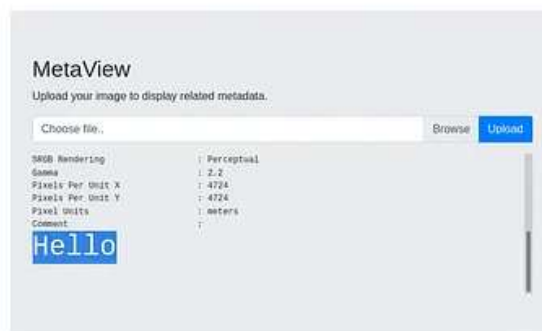 MetaView
Upload your image to display related metadata.
Choose file.. Browse Upload
SRGB Rendering : Perceptual
Gamma : 2.2
Pixels Per Unit X : 4724
Pixels Per Unit Y : 4724
Pixel Units : meters
Comment :
Hello